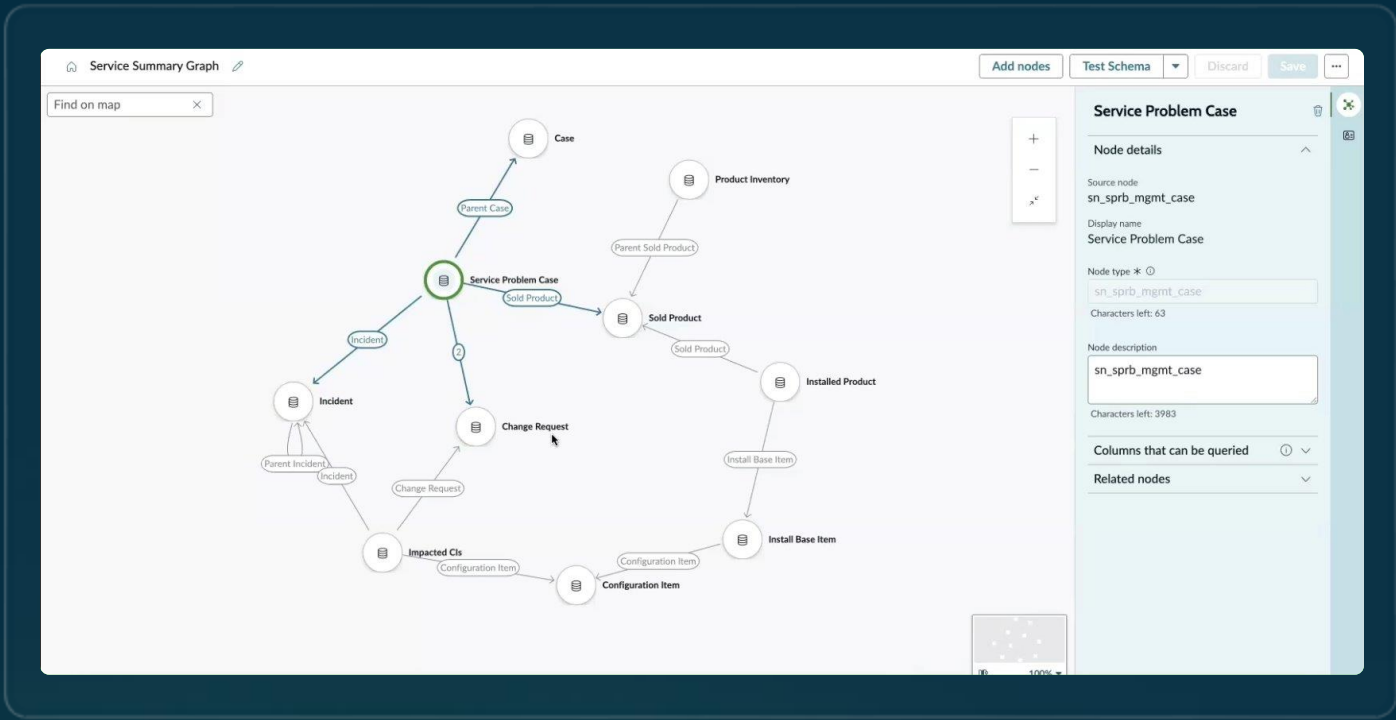 Service Summary Graph
Add nodes
Test Schema
Discard
Save
Find on map
Case
Product Inventory
Parent Case
Parent Sold Product
Service Problem Case
Sold Product
Sold Product
Incident
2
Sold Product
Installed Product
Incident
Change Request
Install Base Item
Parent Incident
Incident
Change Request
Install Base Item
Impacted CIs
Configuration Item
Configuration Item
Configuration Item
100%
Service Problem Case
Node details
Source node
sn_sprb_mgmt_case
Display name
Service Problem Case
Node type *
sn_sprb_mgmt_case
Characters left: 63
Node description
sn_sprb_mgmt_case
Characters left: 3983
Columns that can be queried
Related nodes